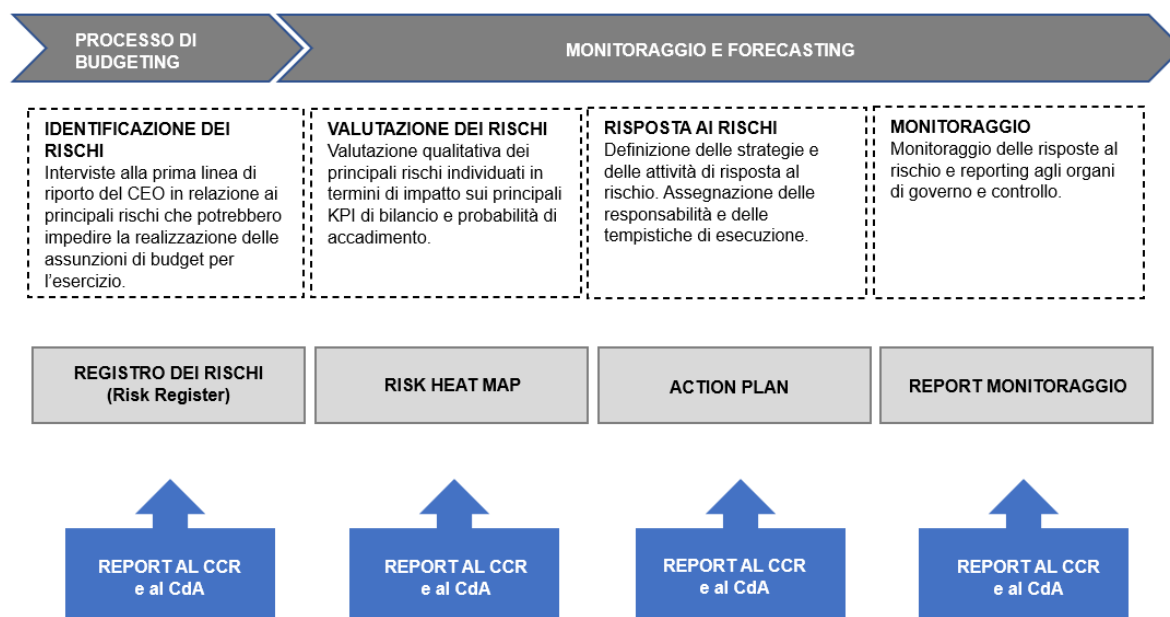 PROCESSO DI
BUDGETING
MONITORAGGIO E FORECASTING
IDENTIFICAZIONE DEI
RISCHI
Interviste alla prima linea di
riporto del CEO in relazione ai
principali rischi che potrebbero
impedire la realizzazione delle
assunzioni di budget per
l'esercizio.
VALUTAZIONE DEI RISCHI
Valutazione qualitativa dei
principali rischi individuati in
termini di impatto sui principali
KPI di bilancio e probabilità di
accadimento.
RISPOSTA AI RISCHI
Definizione delle strategie e
delle attività di risposta al
rischio. Assegnazione delle
responsabilità e delle
tempistiche di esecuzione.
MONITORAGGIO
Monitoraggio delle risposte al
rischio e reporting agli organi
di governo e controllo.
REGISTRO DEI RISCHI
(Risk Register)
RISK HEAT MAP
ACTION PLAN
REPORT MONITORAGGIO
REPORT AL CCR
e al CdA
REPORT AL CCR
e al CdA
REPORT AL CCR
e al CdA
REPORT AL CCR
e al CdA